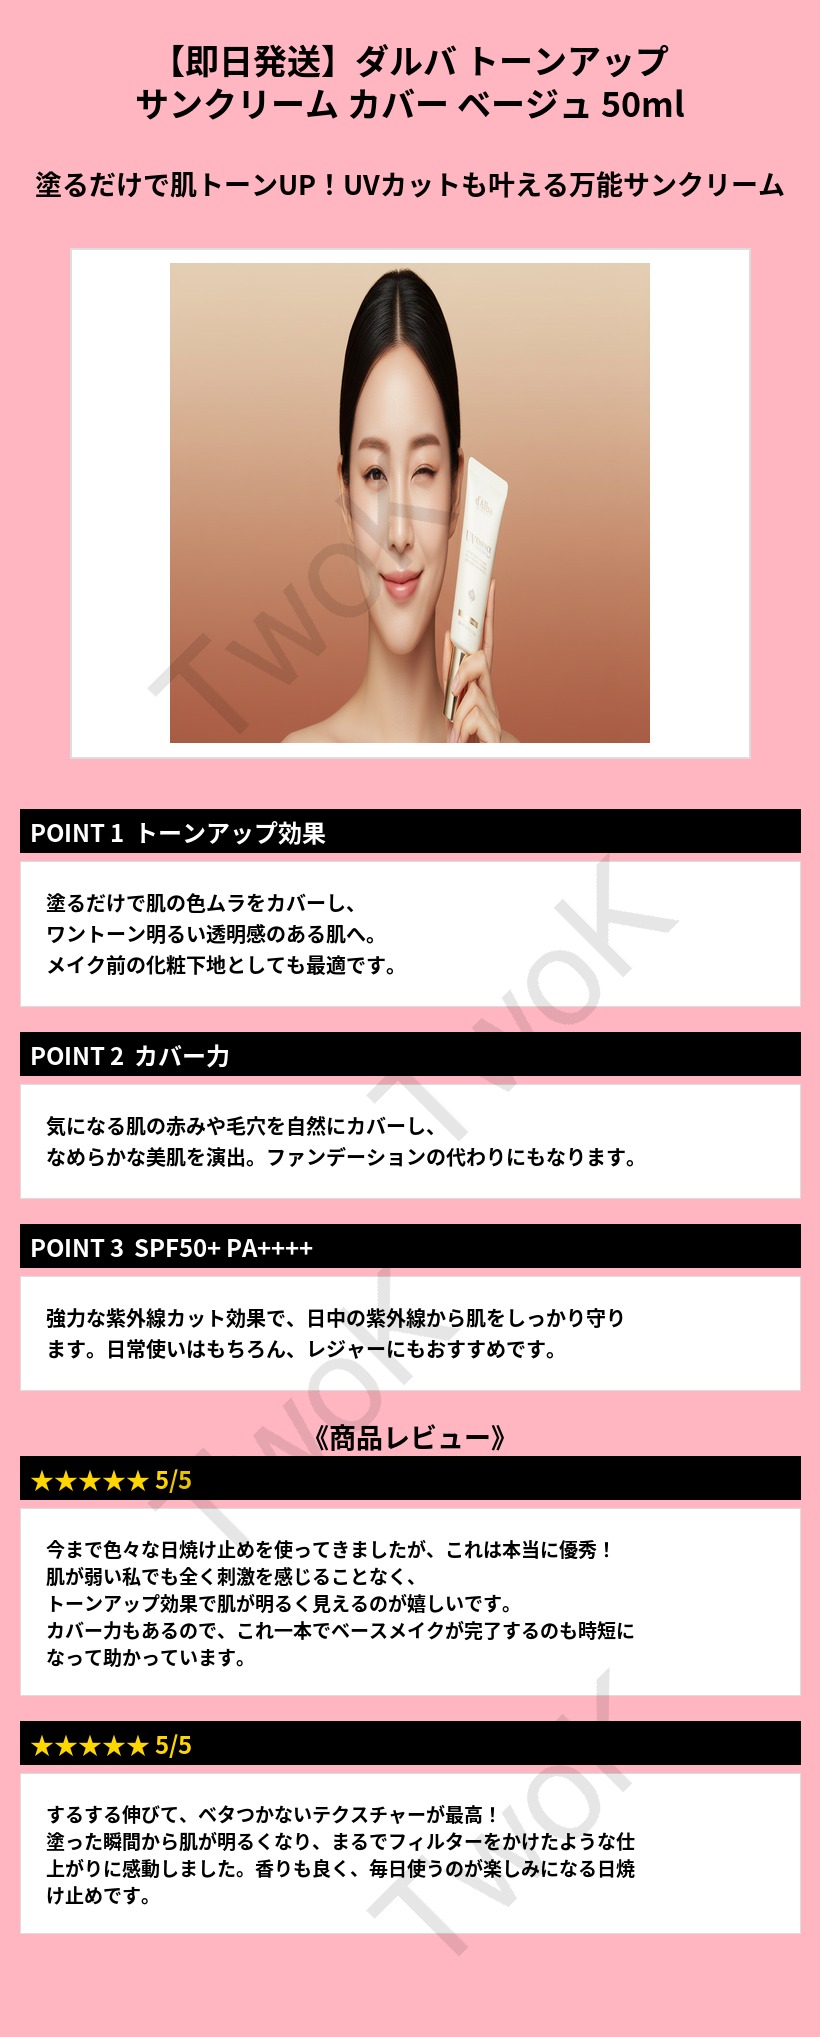 【即日発送】ダルバ トーンアップ
サンクリーム カバー ベージュ 50ml
塗るだけで肌トーンUP！UVカットも叶える万能サンクリーム
d'Alba
TwoK
POINT 1 トーンアップ効果
塗るだけで肌の色ムラをカバーし、
ワントーン明るい透明感のある肌へ。
メイク前の化粧下地としても最適です。
TwoK
POINT 2 カバー力
気になる肌の赤みや毛穴を自然にカバーし、
なめらかな美肌を演出。ファンデーションの代わりにもなります。
POINT 3 SPF50+ PA++++
強力な紫外線カット効果で、日中の紫外線から肌をしっかり守り
ます。日常使いはもちろん、レジャーにもおすすめです。
TwoK
《商品レビュー》
★★★★★ 5/5
今まで色々な日焼け止めを使ってきましたが、これは本当に優秀！
肌が弱い私でも全く刺激を感じることなく、
トーンアップ効果で肌が明るく見えるのが嬉しいです。
カバー力もあるので、これ一本でベースメイクが完了するのも時短に
なって助かっています。
★★★★★ 5/5
するする伸びて、ベタつかないテクスチャーが最高！
塗った瞬間から肌が明るくなり、まるでフィルターをかけたような仕
上がりに感動しました。香りも良く、毎日使うのが楽しみになる日焼
け止めです。
TwoK